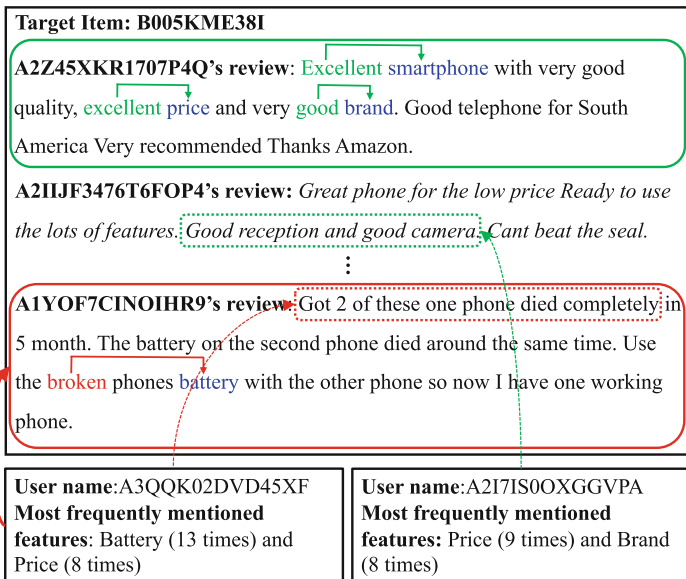 Target Item: B005KME38I
A2Z45XKR1707P4Q's review: Excellent smartphone with very good
quality, excellent price and very good brand. Good telephone for South
America Very recommended Thanks Amazon.
A2IIJF3476T6FOP4's review: Great phone for the low price Ready to use
the lots of features. Good reception and good camera. Cant beat the seal.
⋮
A1YOF7CINOIHR9's review: Got 2 of these one phone died completely in
5 month. The battery on the second phone died around the same time. Use
the broken phones battery with the other phone so now I have one working
phone.
User name:A3QQK02DVD45XF
Most frequently mentioned
features: Battery (13 times) and
Price (8 times)
User name:A2I7IS0OXGGVPA
Most frequently mentioned
features: Price (9 times) and Brand
(8 times)